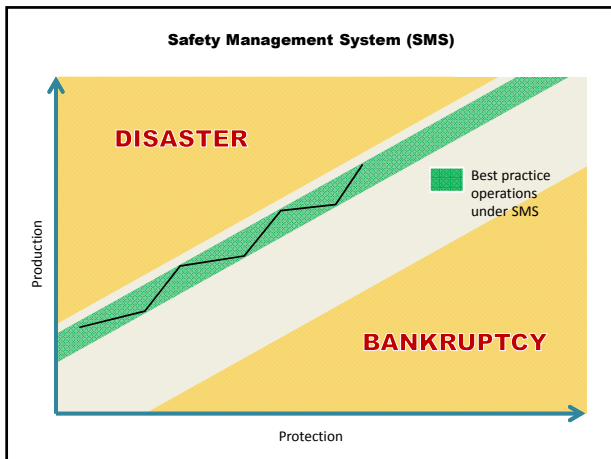 Safety Management System (SMS)
DISASTER
Best practice
operations
under SMS
Production
BANKRUPTCY
Protection